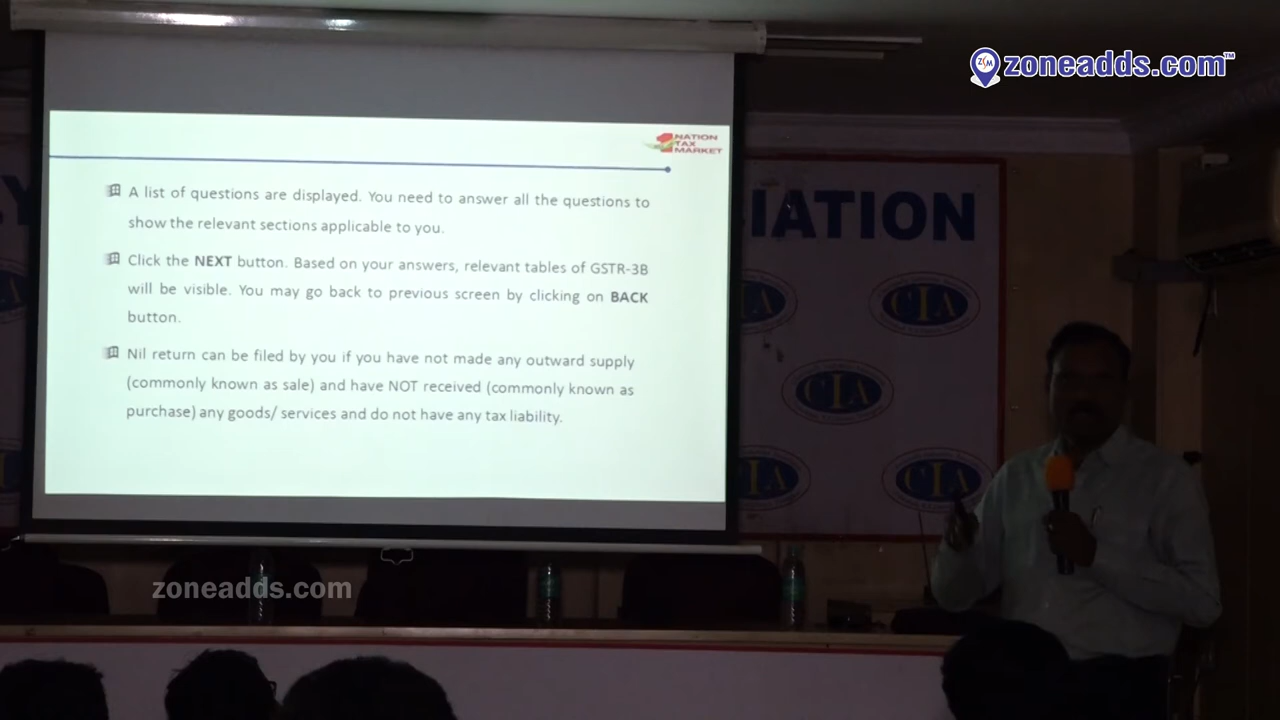 zoneadds.com™
ZSM
NATION
1 TAX
MARKET
A list of questions are displayed. You need to answer all the questions to
show the relevant sections applicable to you.
Click the NEXT button. Based on your answers, relevant tables of GSTR-3B
will be visible. You may go back to previous screen by clicking on BACK
button.
Nil return can be filed by you if you have not made any outward supply
(commonly known as sale) and have NOT received (commonly known as
purchase) any goods/ services and do not have any tax liability.
IATION
CIA
CIA
CIA
zoneadds.com